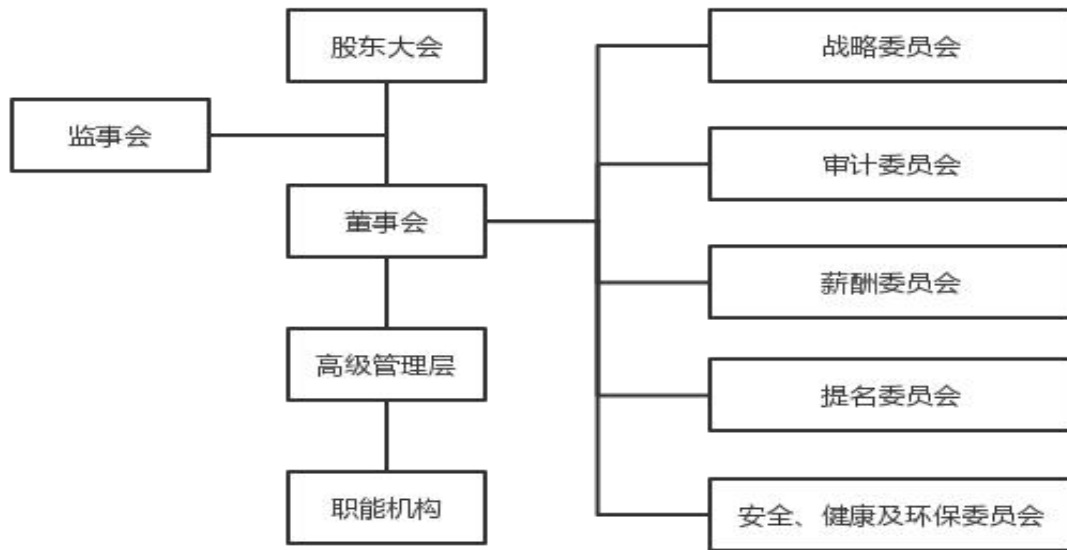 股东大会
监事会
董事会
高级管理层
职能机构
战略委员会
审计委员会
薪酬委员会
提名委员会
安全、健康及环保委员会